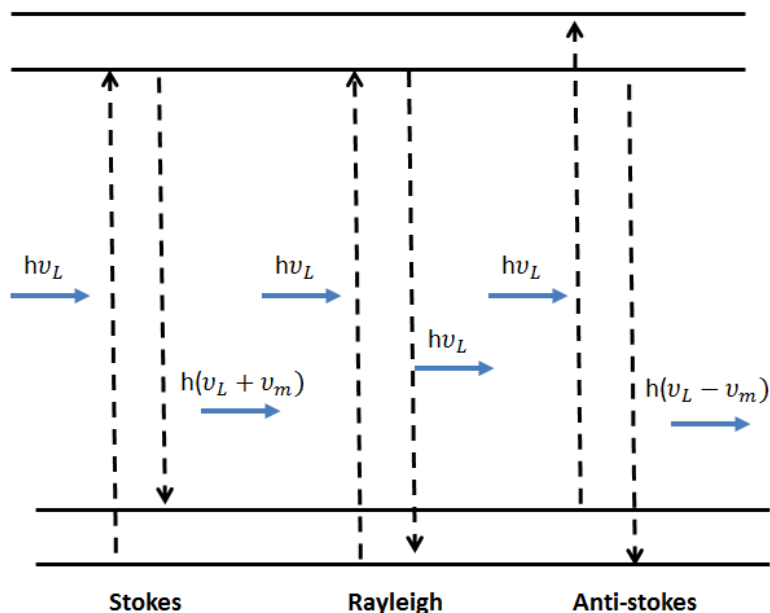 hυ_L
hυ_L
hυ_L
hυ_L
h(υ_L + υ_m)
h(υ_L − υ_m)
Stokes
Rayleigh
Anti-stokes